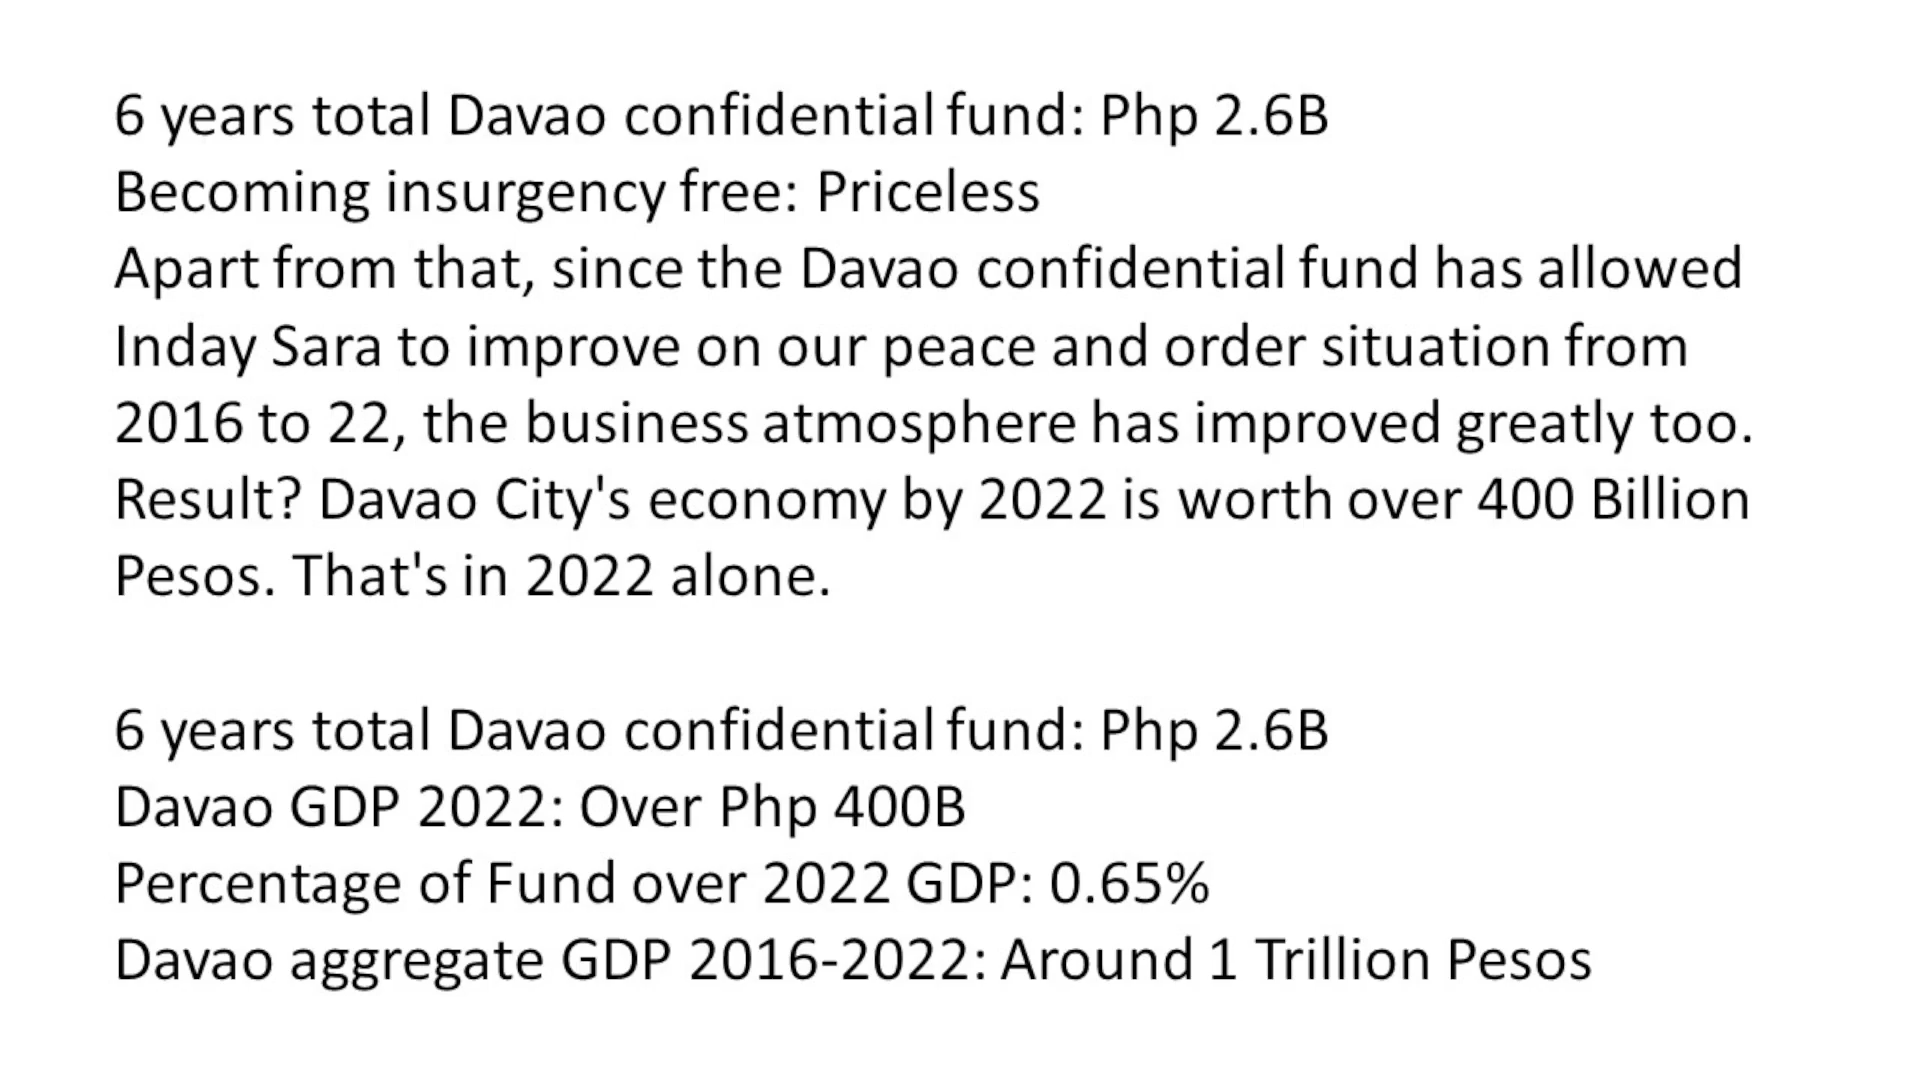 6 years total Davao confidential fund: Php 2.6B
Becoming insurgency free: Priceless
Apart from that, since the Davao confidential fund has allowed
Inday Sara to improve on our peace and order situation from
2016 to 22, the business atmosphere has improved greatly too.
Result? Davao City's economy by 2022 is worth over 400 Billion
Pesos. That's in 2022 alone.
6 years total Davao confidential fund: Php 2.6B
Davao GDP 2022: Over Php 400B
Percentage of Fund over 2022 GDP: 0.65%
Davao aggregate GDP 2016-2022: Around 1 Trillion Pesos